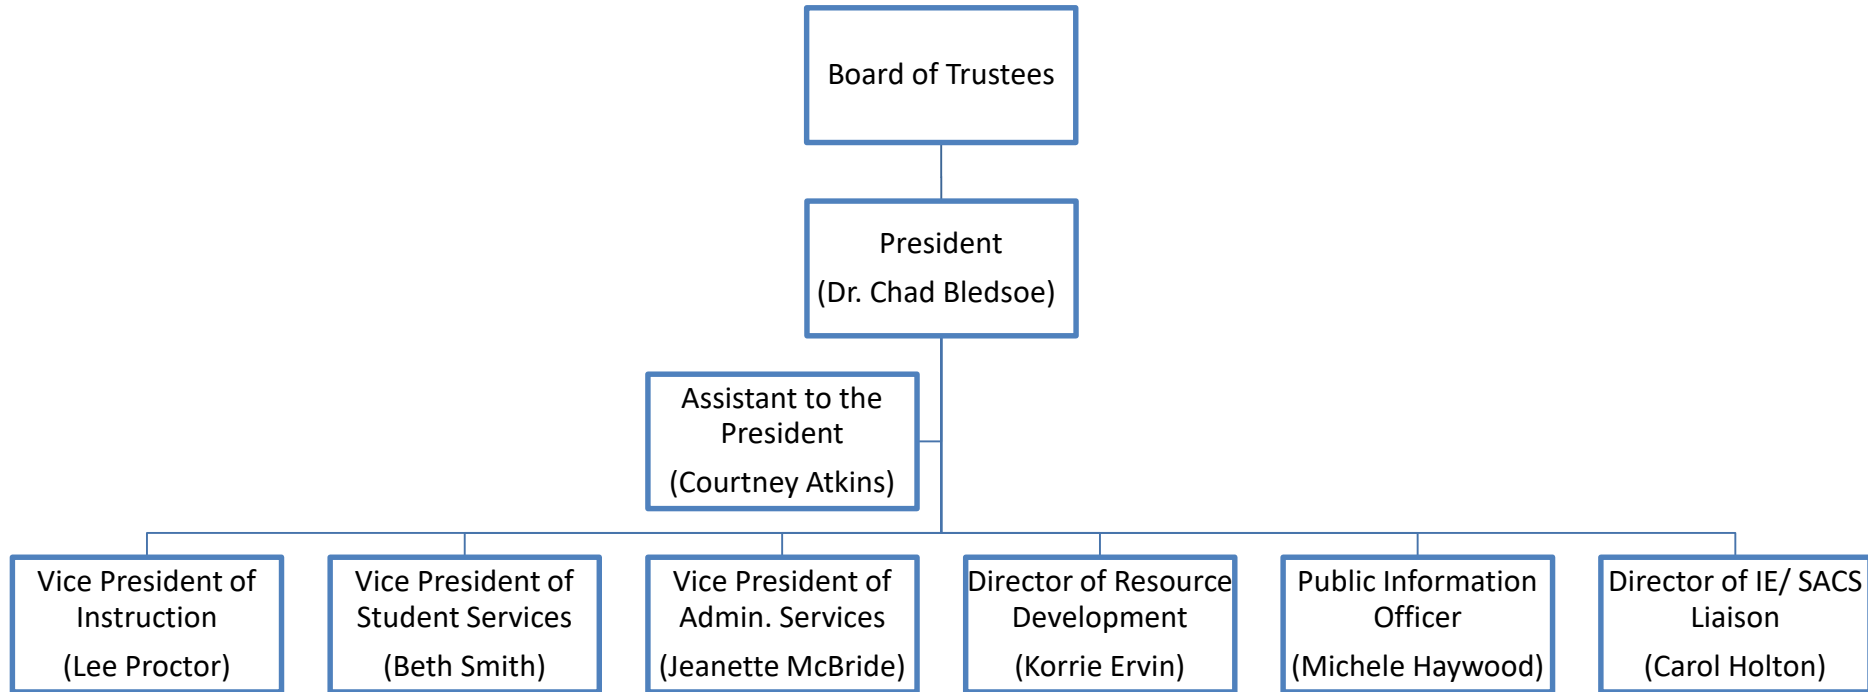 Board of Trustees
President
(Dr. Chad Bledsoe)
Assistant to the
President
(Courtney Atkins)
Vice President of
Instruction
(Lee Proctor)
Vice President of
Student Services
(Beth Smith)
Vice President of
Admin. Services
(Jeanette McBride)
Director of Resource
Development
(Korrie Ervin)
Public Information
Officer
(Michele Haywood)
Director of IE/ SACS
Liaison
(Carol Holton)